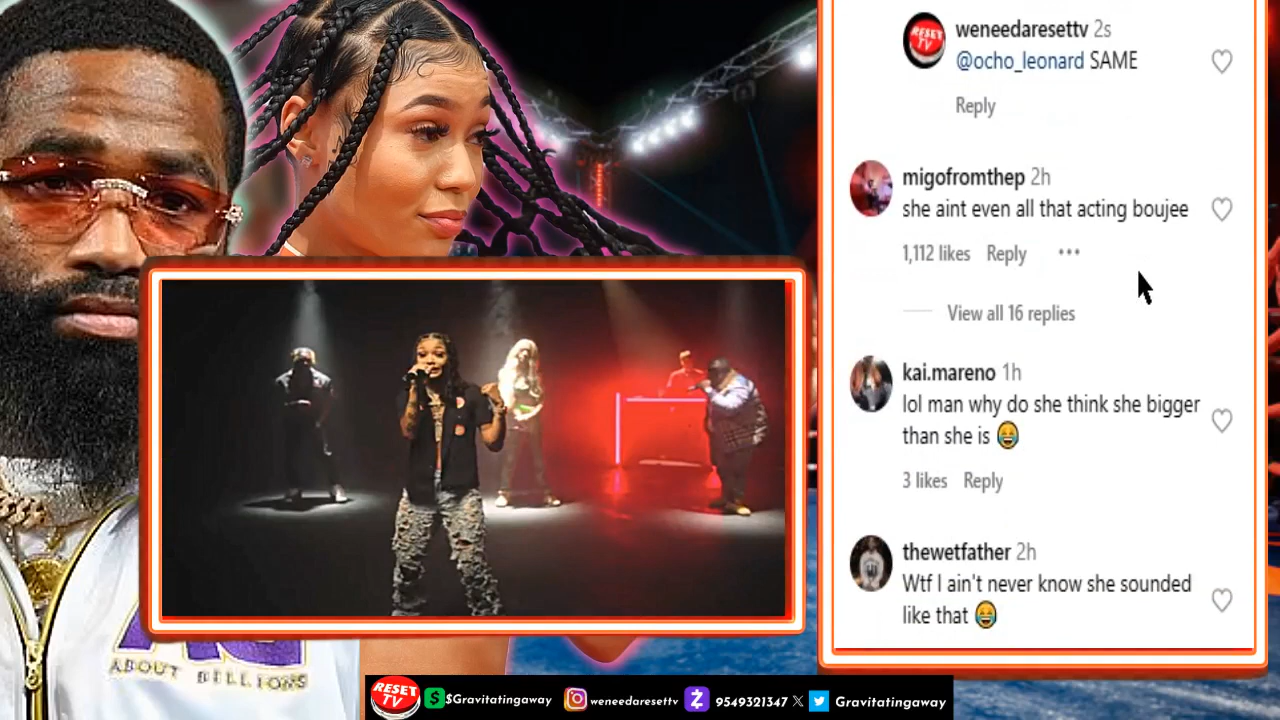 weneedaresettv 2s
@ocho_leonard SAME
Reply
migofromthep 2h
she aint even all that acting boujee
1,112 likes Reply •••
View all 16 replies
kai.mareno 1h
lol man why do she think she bigger
than she is 😂
3 likes Reply
thewetfather 2h
Wtf I ain't never know she sounded
like that 😂
ABOUT BILLIONS
RESET TV $Gravitatingaway weneedaresettv 9549321347 X Gravitatingaway